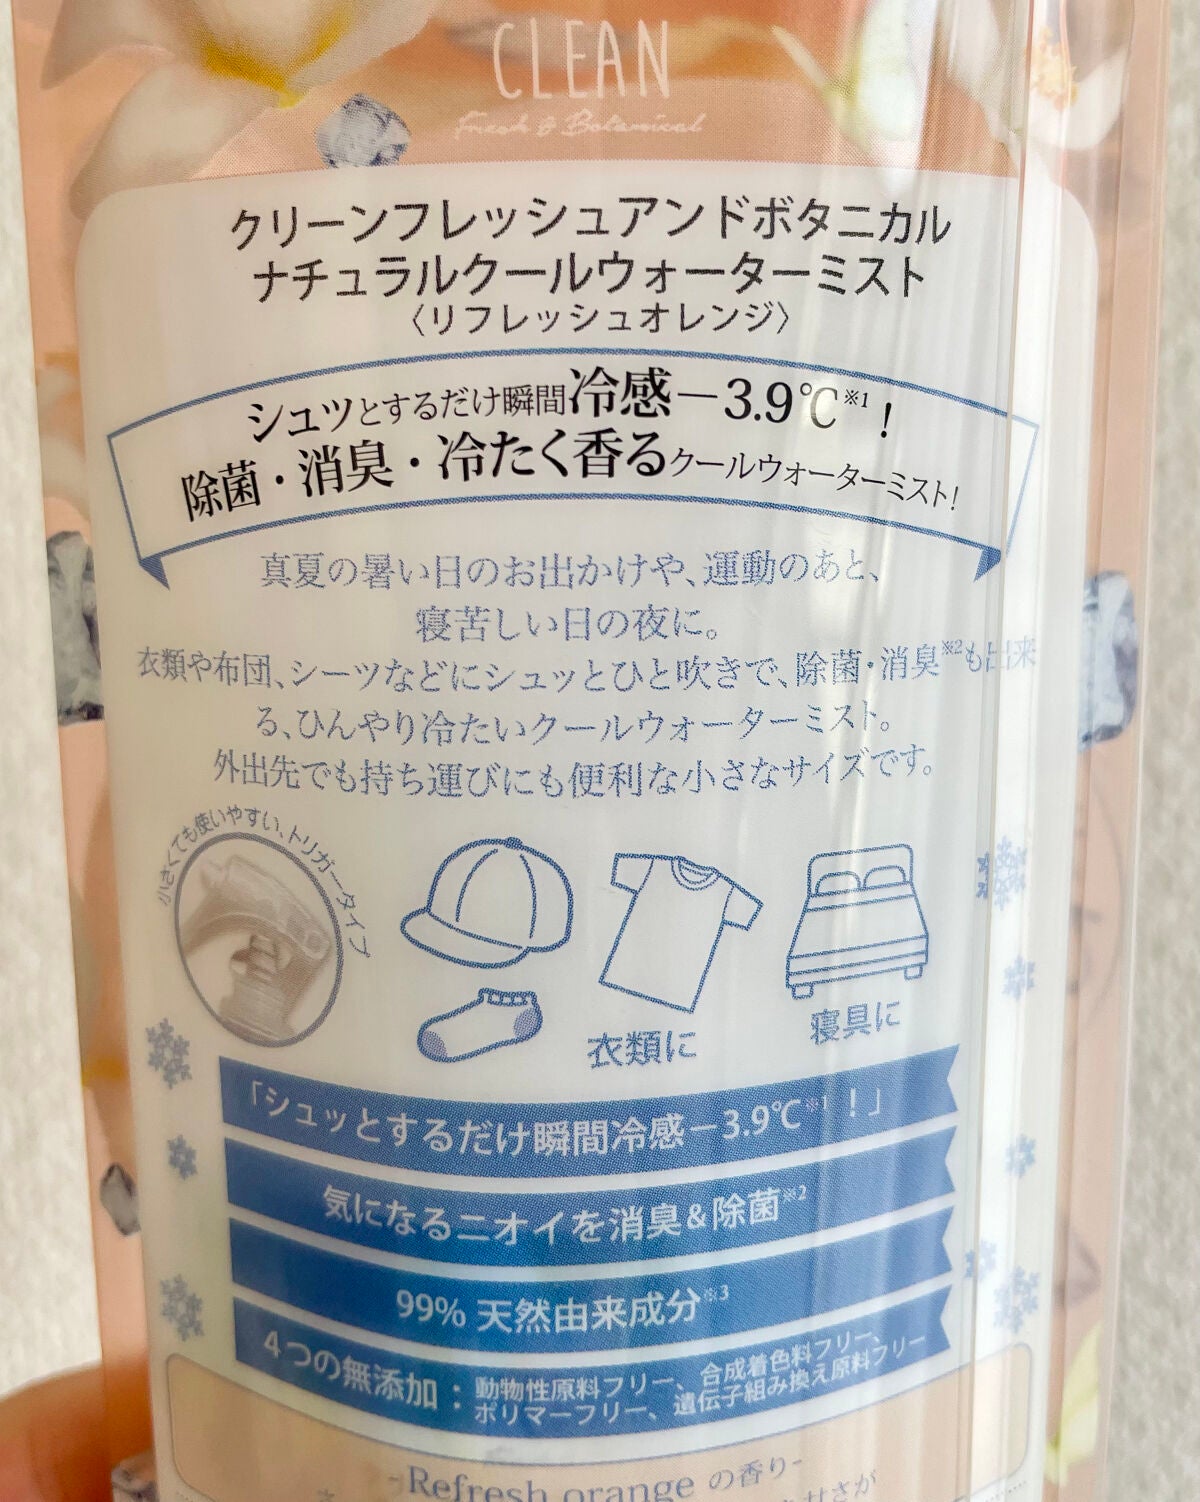 CLEAN
Fresh & Botanical
クリーンフレッシュアンドボタニカル
ナチュラルクールウォーターミスト
〈リフレッシュオレンジ〉
シュツとするだけ瞬間冷感－3.9℃※1！
除菌・消臭・冷たく香るクールウォーターミスト！
真夏の暑い日のお出かけや、運動のあと、
寝苦しい日の夜に。
衣類や布団、シーツなどにシュッとひと吹きで、除菌・消臭※2も出来
る、ひんやり冷たいクールウォーターミスト。
外出先でも持ち運びにも便利な小さなサイズです。
小さくても使いやすい、トリガータイプ
衣類に
寝具に
「シュッとするだけ瞬間冷感－3.9℃※1！」
気になるニオイを消臭&除菌※2
99% 天然由来成分※3
4つの無添加：動物性原料フリー、合成着色料フリー、
ポリマーフリー、遺伝子組み換え原料フリー
-Refresh orange の香り-
甘さが